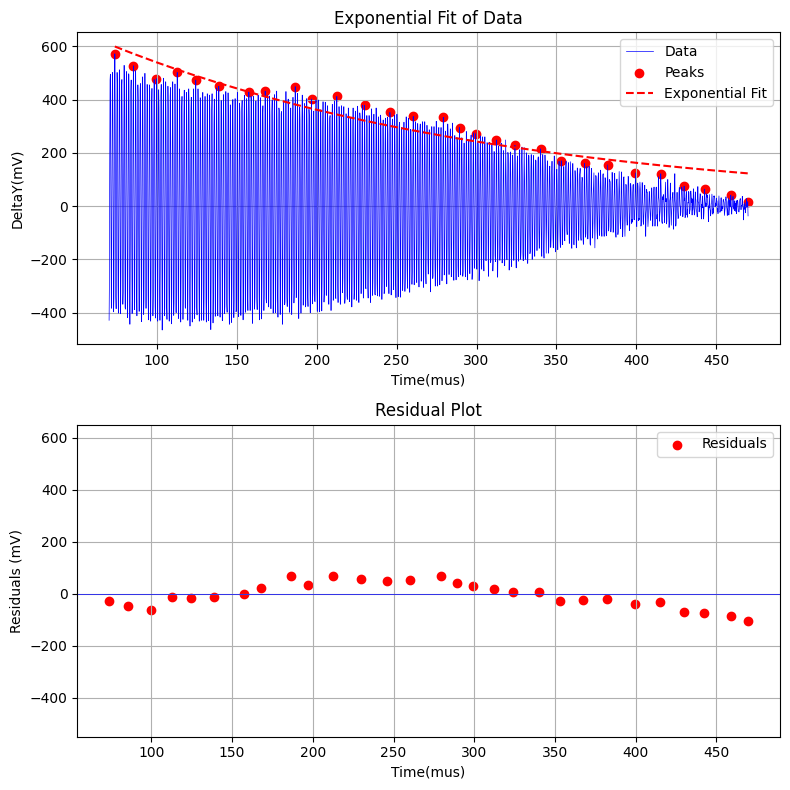 Exponential Fit of Data
DeltaY(mV)
600
400
200
0
−200
−400
Data
Peaks
Exponential Fit
100 150 200 250 300 350 400 450
Time(mus)
Residual Plot
Residuals (mV)
600
400
200
0
−200
−400
Residuals
100 150 200 250 300 350 400 450
Time(mus)